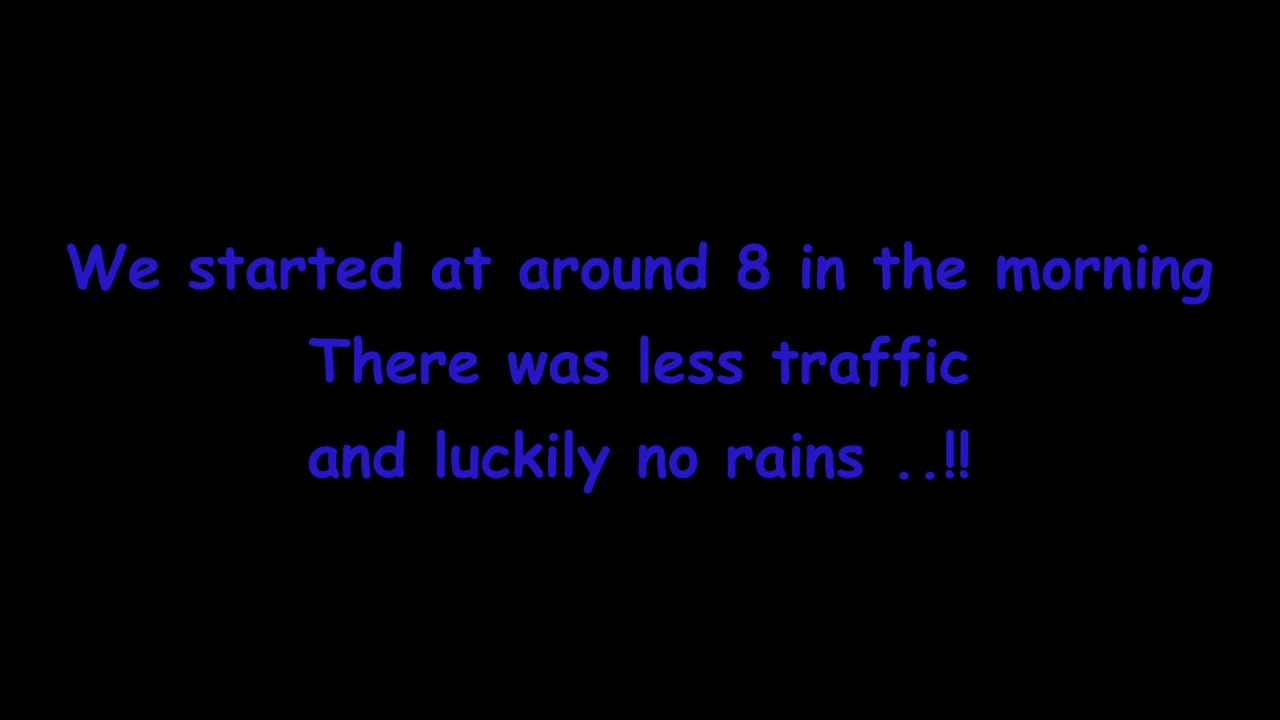 We started at around 8 in the morning
There was less traffic
and luckily no rains ..!!